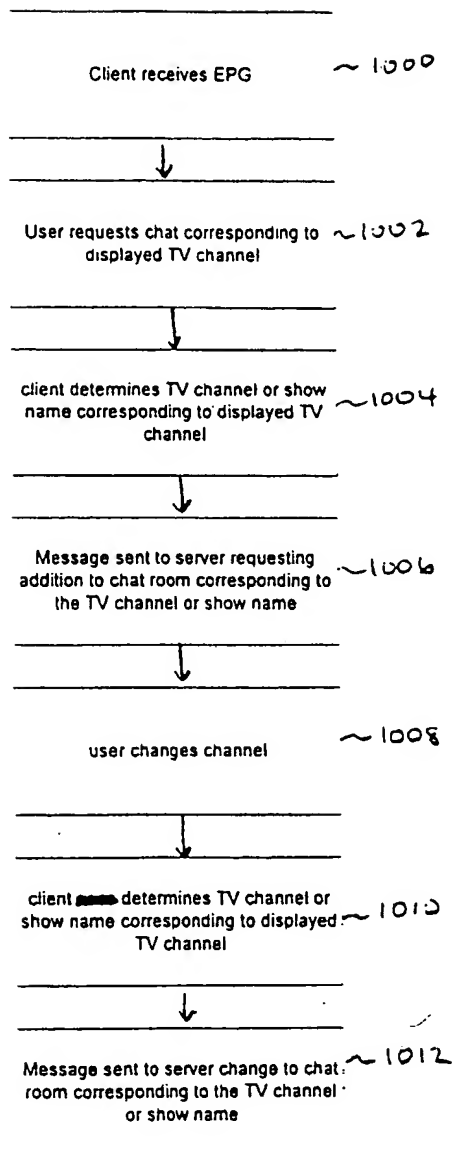 Client receives EPG ~ 1000
User requests chat corresponding to ~1002
displayed TV channel
client determines TV channel or show
name corresponding to displayed TV ~1004
channel
Message sent to server requesting
addition to chat room corresponding to ~1006
the TV channel or show name
user changes channel ~ 1008
client determines TV channel or
show name corresponding to displayed ~ 1010
TV channel
Message sent to server change to chat ~ 1012
room corresponding to the TV channel
or show name